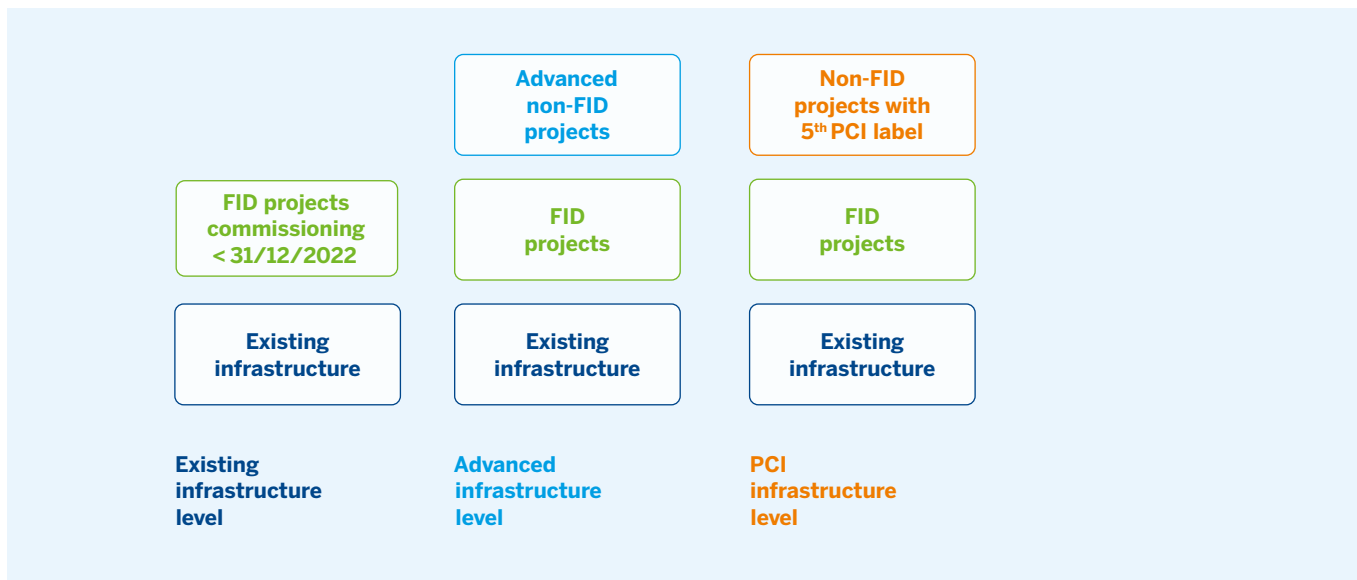 Advanced
non-FID
projects
Non-FID
projects with
5th PCI label
FID projects
commissioning
< 31/12/2022
FID
projects
FID
projects
Existing
infrastructure
Existing
infrastructure
Existing
infrastructure
Existing
infrastructure
level
Advanced
infrastructure
level
PCI
infrastructure
level